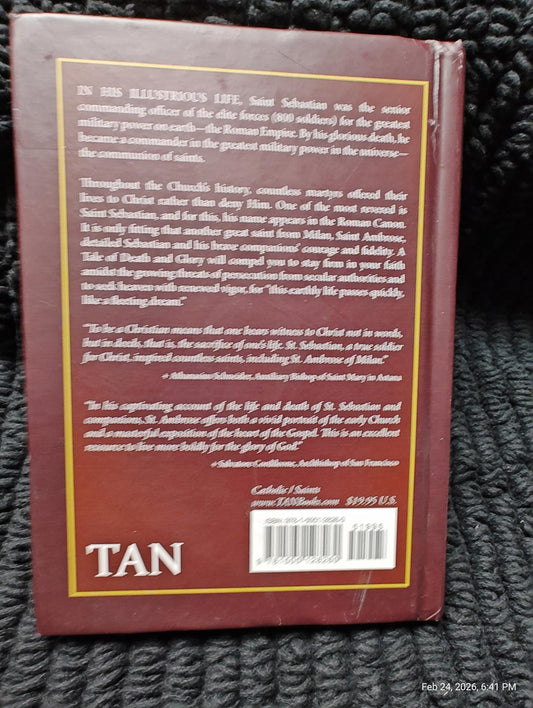 IN HIS ILLUSTRIOUS LIFE, Saint Sebastian was the senior
commanding officer of the elite forces (800 soldiers) for the greatest
military power on earth—the Roman Empire. By his glorious death, he
became a commander in the greatest military power in the universe—
the communion of saints.
Throughout the Church's history, countless martyrs offered their
lives to Christ rather than deny Him. One of the most revered is
Saint Sebastian, and for this, his name appears in the Roman Canon.
It is only fitting that another great saint from Milan, Saint Ambrose,
detailed Sebastian and his brave companions' courage and fidelity. A
Tale of Death and Glory will compel you to stay firm in your faith
amidst the growing threats of persecution from secular authorities and
to seek heaven with renewed vigor, for "this earthly life passes quickly,
like a fleeting dream."
"To be a Christian means that one bears witness to Christ not in words,
but in deeds, that is, the sacrifice of one's life. St. Sebastian, a true soldier
for Christ, inspired countless saints, including St. Ambrose of Milan."
+ Athanasius Schneider, Auxiliary Bishop of Saint Mary in Astana
"In his captivating account of the life and death of St. Sebastian and
companions, St. Ambrose offers both a vivid portrait of the early Church
and a masterful exposition of the heart of the Gospel. This is an excellent
resource to live more boldly for the glory of God."
+ Salvatore Cordileone, Archbishop of San Francisco
Catholic / Saints
www.TANBooks.com $19.95 U.S.
51995
TAN
Feb 24, 2026, 6:41 PM